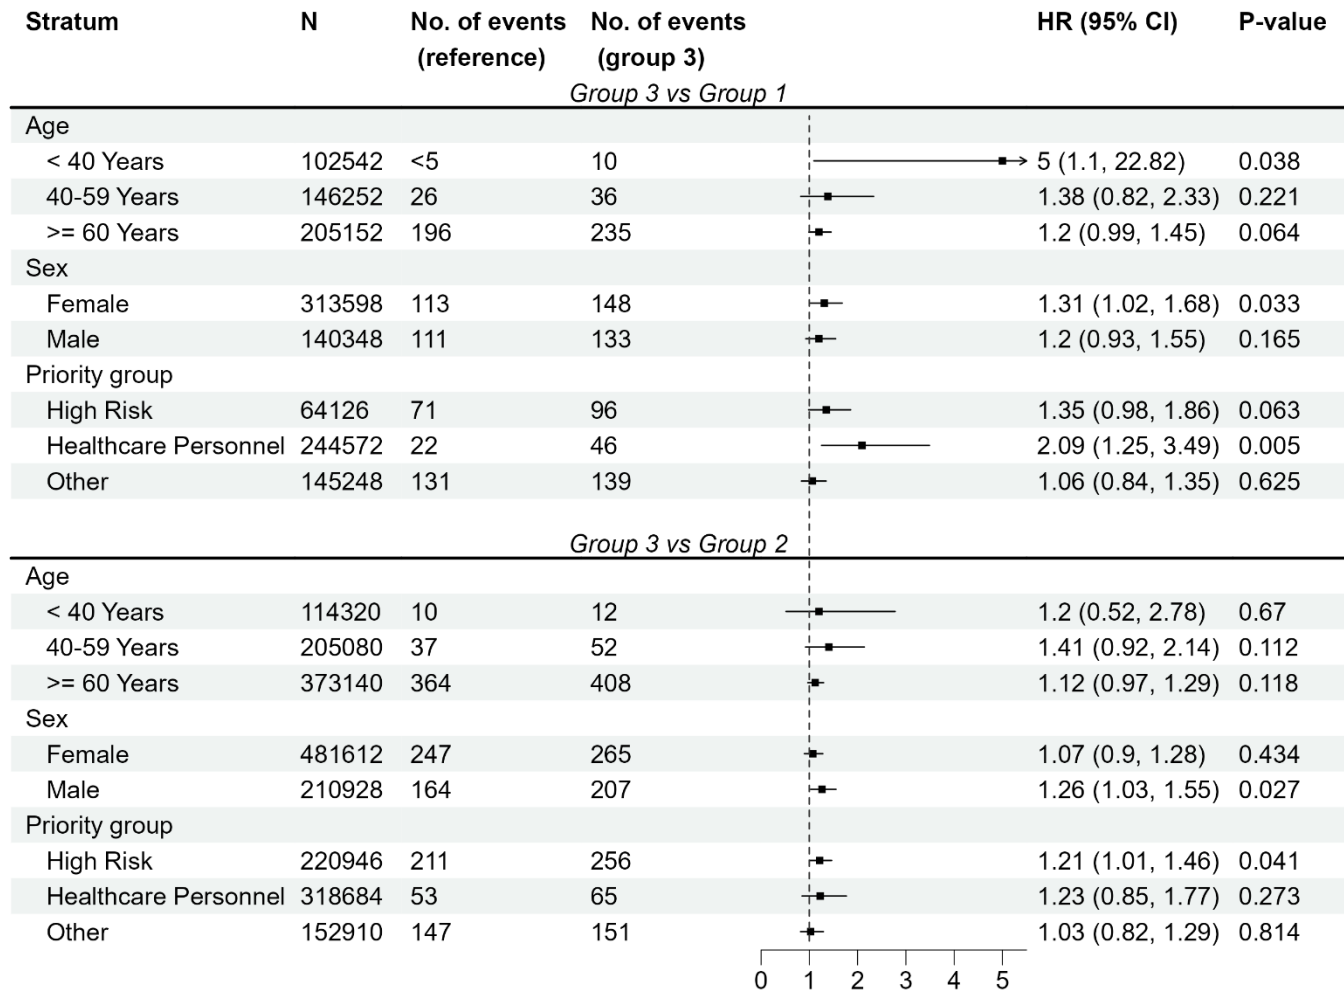 Stratum N No. of events No. of events HR (95% CI) P-value
(reference) (group 3)
Group 3 vs Group 1
Age
< 40 Years 102542 <5 10 5 (1.1, 22.82) 0.038
40-59 Years 146252 26 36 1.38 (0.82, 2.33) 0.221
>= 60 Years 205152 196 235 1.2 (0.99, 1.45) 0.064
Sex
Female 313598 113 148 1.31 (1.02, 1.68) 0.033
Male 140348 111 133 1.2 (0.93, 1.55) 0.165
Priority group
High Risk 64126 71 96 1.35 (0.98, 1.86) 0.063
Healthcare Personnel 244572 22 46 2.09 (1.25, 3.49) 0.005
Other 145248 131 139 1.06 (0.84, 1.35) 0.625
Group 3 vs Group 2
Age
< 40 Years 114320 10 12 1.2 (0.52, 2.78) 0.67
40-59 Years 205080 37 52 1.41 (0.92, 2.14) 0.112
>= 60 Years 373140 364 408 1.12 (0.97, 1.29) 0.118
Sex
Female 481612 247 265 1.07 (0.9, 1.28) 0.434
Male 210928 164 207 1.26 (1.03, 1.55) 0.027
Priority group
High Risk 220946 211 256 1.21 (1.01, 1.46) 0.041
Healthcare Personnel 318684 53 65 1.23 (0.85, 1.77) 0.273
Other 152910 147 151 1.03 (0.82, 1.29) 0.814
0 1 2 3 4 5